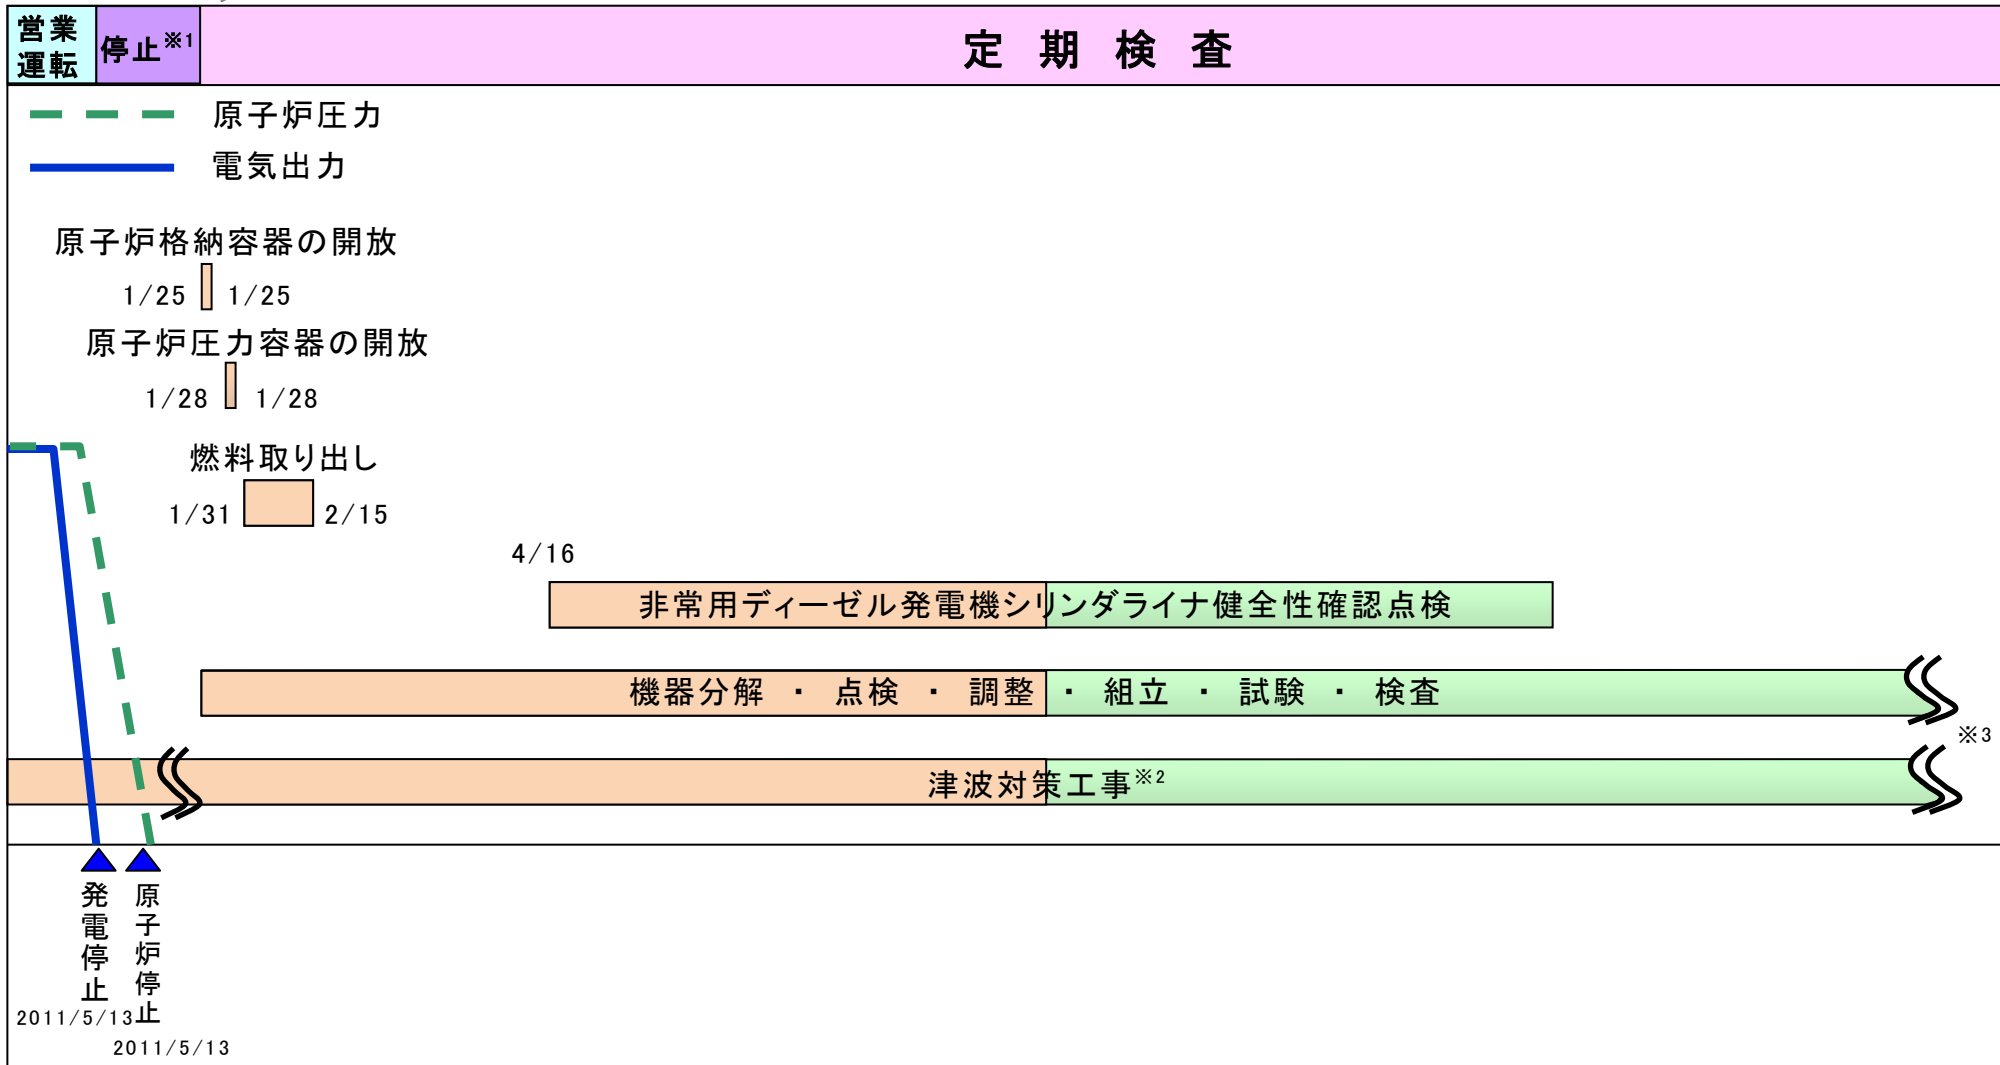 営業
運転
停止※1
定期検査
原子炉圧力
電気出力
原子炉格納容器の開放
1/25 1/25
原子炉圧力容器の開放
1/28 1/28
燃料取り出し
1/31 2/15
4/16
非常用ディーゼル発電機シリンダライナ健全性確認点検
機器分解 ・ 点検 ・ 調整 ・ 組立 ・ 試験 ・ 検査
※3
津波対策工事※2
発電停止
2011/5/13
原子炉停止
2011/5/13